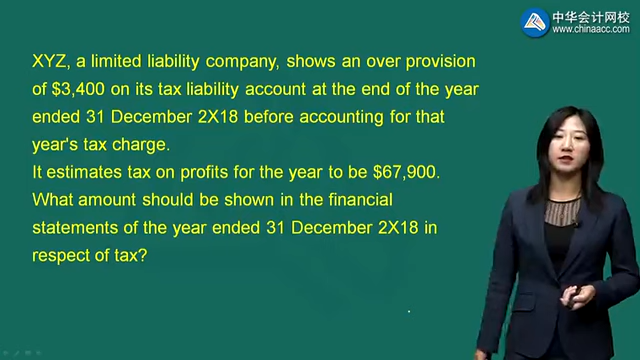 中华会计网校
www.chinaacc.com
XYZ, a limited liability company, shows an over provision
of $3,400 on its tax liability account at the end of the year
ended 31 December 2X18 before accounting for that
year's tax charge.
It estimates tax on profits for the year to be $67,900.
What amount should be shown in the financial
statements of the year ended 31 December 2X18 in
respect of tax?